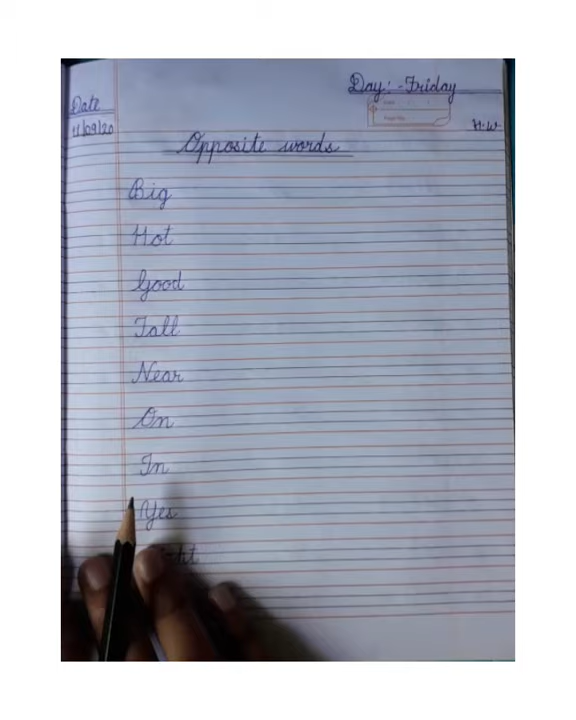 Day:-Friday
Date
11/09/20
H.W.
Opposite words
Big
Hot
Good
Tall
Near
On
In
Yes